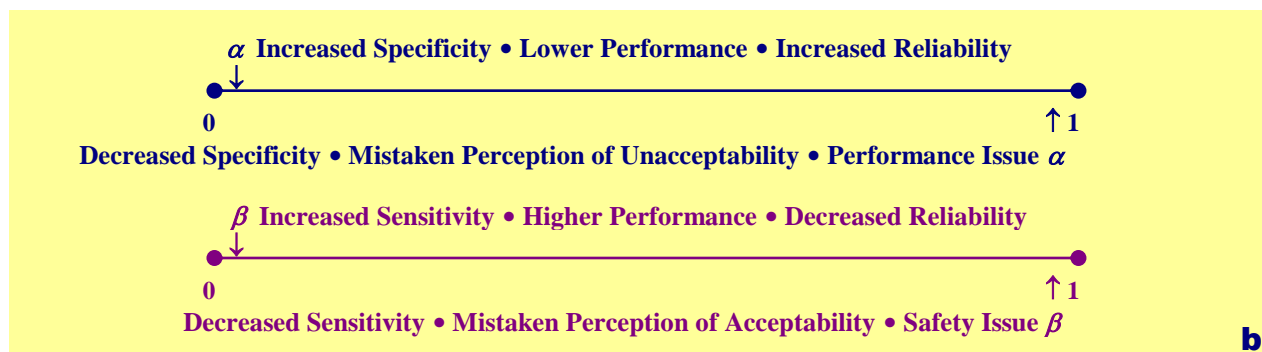 α Increased Specificity • Lower Performance • Increased Reliability
↓
0 ↑ 1
Decreased Specificity • Mistaken Perception of Unacceptability • Performance Issue α
β Increased Sensitivity • Higher Performance • Decreased Reliability
↓
0 ↑ 1
Decreased Sensitivity • Mistaken Perception of Acceptability • Safety Issue β
b